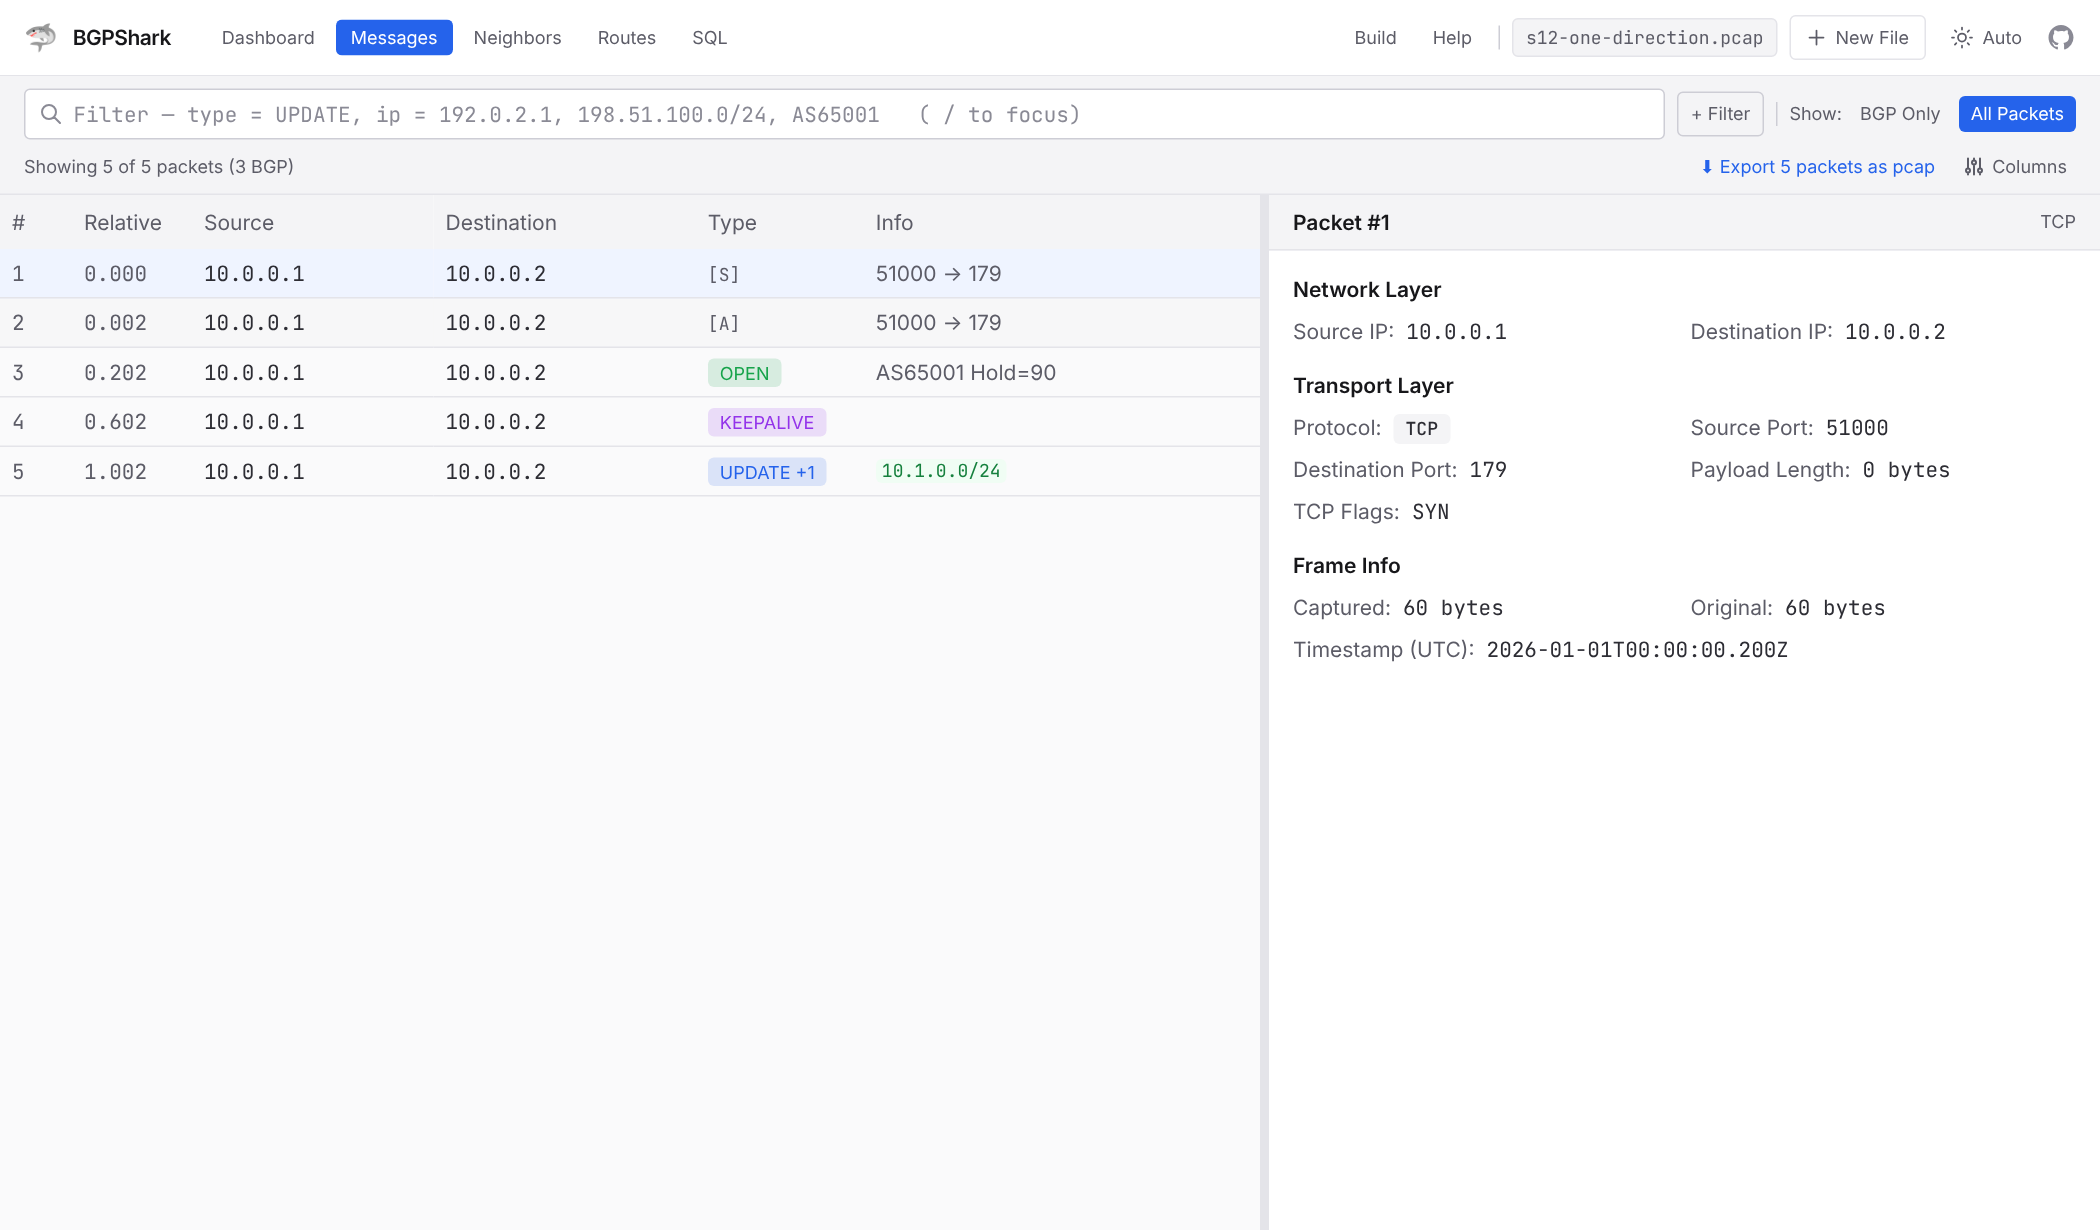 BGPShark Dashboard Messages Neighbors Routes SQL Build Help s12-one-direction.pcap + New File Auto
Filter — type = UPDATE, ip = 192.0.2.1, 198.51.100.0/24, AS65001 ( / to focus) + Filter Show: BGP Only All Packets
Showing 5 of 5 packets (3 BGP) ⬇ Export 5 packets as pcap Columns
# Relative Source Destination Type Info
1 0.000 10.0.0.1 10.0.0.2 [S] 51000 → 179
2 0.002 10.0.0.1 10.0.0.2 [A] 51000 → 179
3 0.202 10.0.0.1 10.0.0.2 OPEN AS65001 Hold=90
4 0.602 10.0.0.1 10.0.0.2 KEEPALIVE
5 1.002 10.0.0.1 10.0.0.2 UPDATE +1 10.1.0.0/24
Packet #1 TCP
Network Layer
Source IP: 10.0.0.1 Destination IP: 10.0.0.2
Transport Layer
Protocol: TCP Source Port: 51000
Destination Port: 179 Payload Length: 0 bytes
TCP Flags: SYN
Frame Info
Captured: 60 bytes Original: 60 bytes
Timestamp (UTC): 2026-01-01T00:00:00.200Z